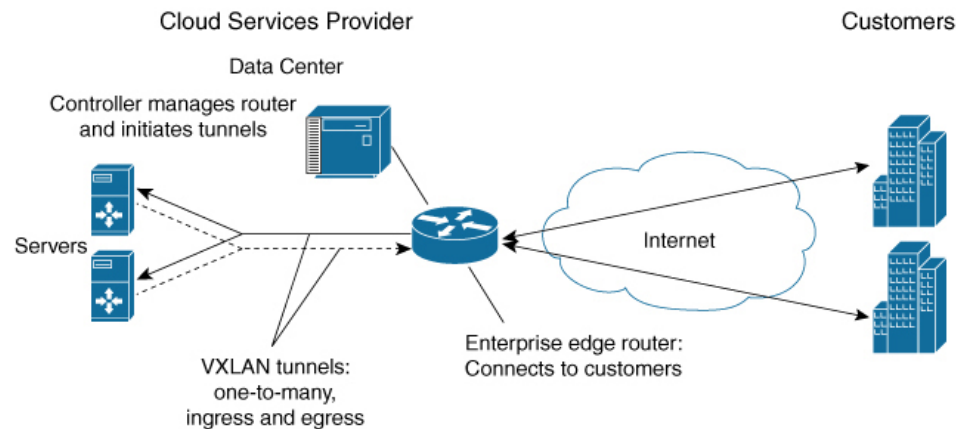 Cloud Services Provider
Customers
Data Center
Controller manages router
and initiates tunnels
Servers
Internet
VXLAN tunnels:
one-to-many,
ingress and egress
Enterprise edge router:
Connects to customers